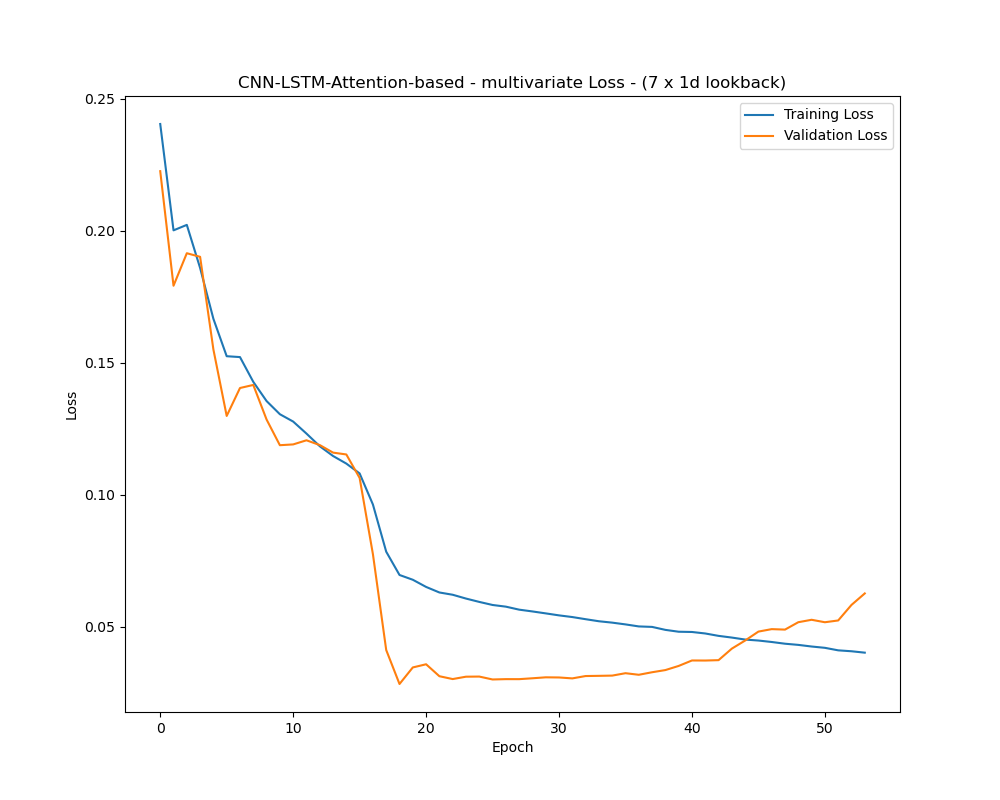 CNN-LSTM-Attention-based - multivariate Loss - (7 x 1d lookback)
Training Loss
Validation Loss
0.25
0.20
0.15
0.10
0.05
Loss
0 10 20 30 40 50
Epoch